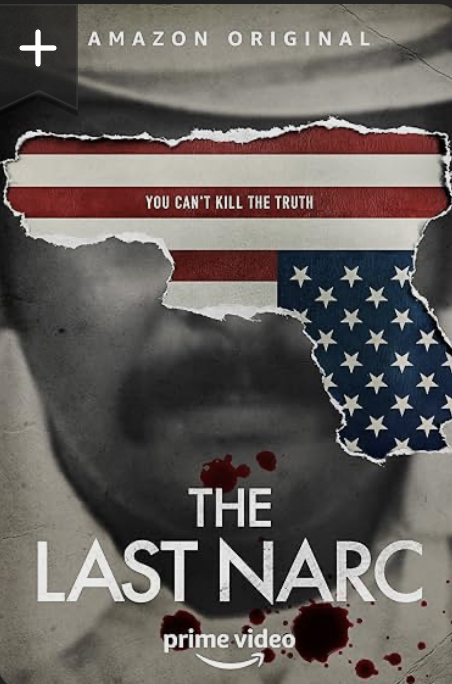 AMAZON ORIGINAL
YOU CAN'T KILL THE TRUTH
THE
LAST NARC
prime video